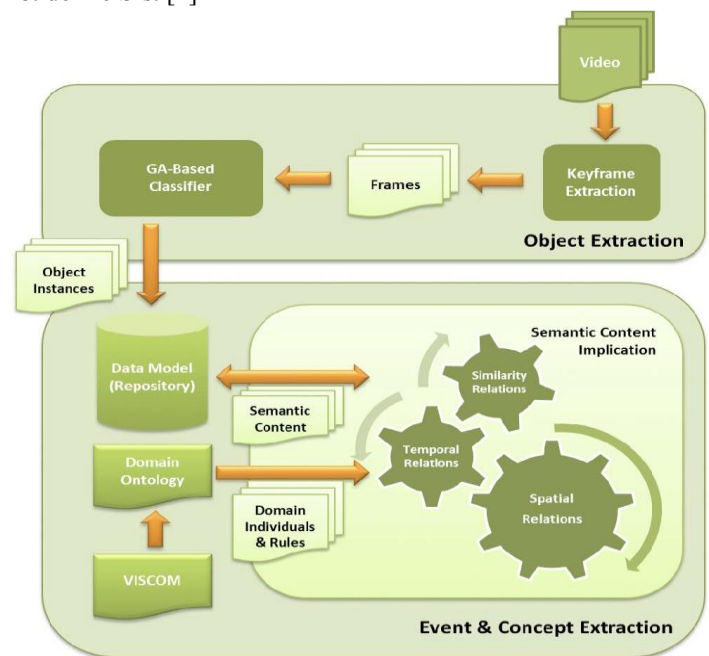 Video
GA-Based
Classifier
Frames
Keyframe
Extraction
Object Extraction
Object
Instances
Semantic Content
Implication
Data Model
(Repository)
Similarity
Relations
Semantic
Content
Temporal
Relations
Domain
Ontology
Spatial
Relations
Domain
Individuals
& Rules
VISCOM
Event & Concept Extraction